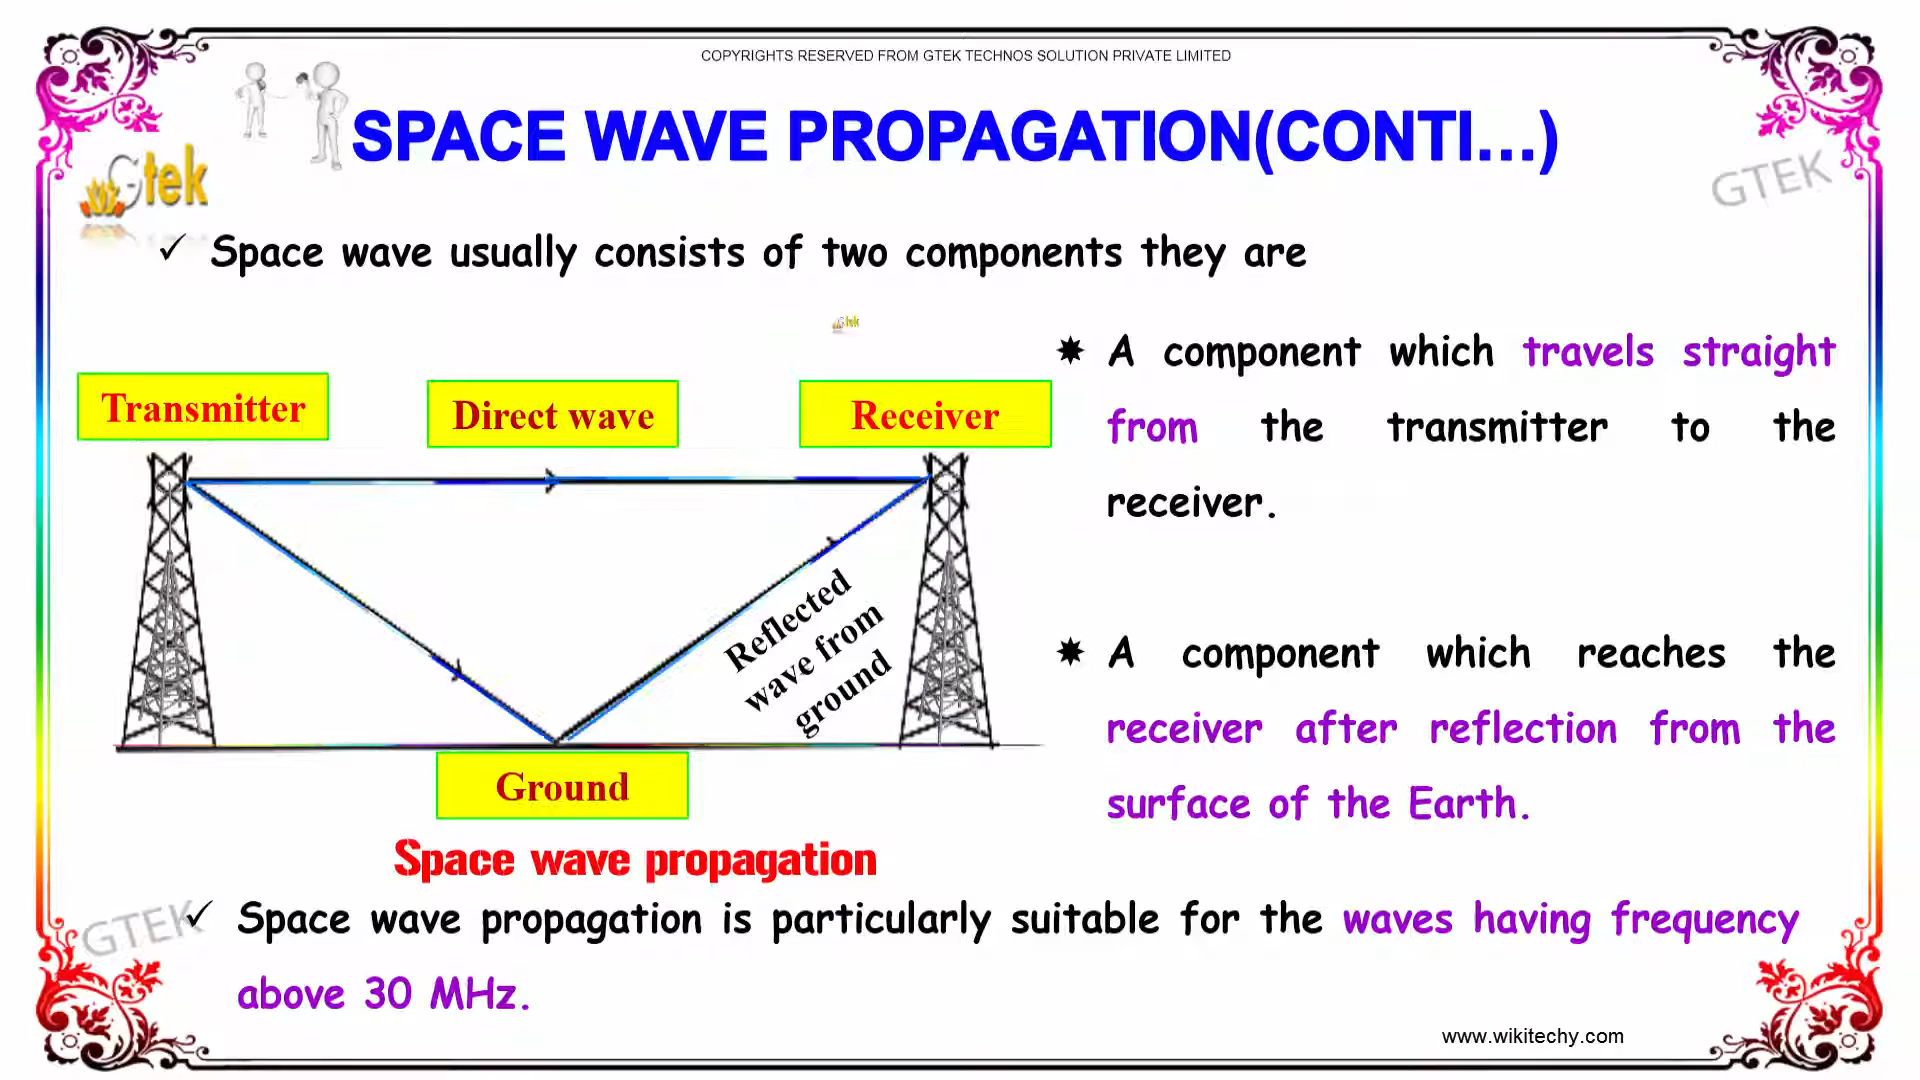 COPYRIGHTS RESERVED FROM GTEK TECHNOS SOLUTION PRIVATE LIMITED
SPACE WAVE PROPAGATION(CONTI...)
Gtek
GTEK
✓ Space wave usually consists of two components they are
Gtek
Transmitter
Direct wave
Receiver
Reflected
wave from
ground
Ground
Space wave propagation
✷ A component which travels straight
from the transmitter to the
receiver.
✷ A component which reaches the
receiver after reflection from the
surface of the Earth.
GTEK
✓ Space wave propagation is particularly suitable for the waves having frequency
above 30 MHz.
www.wikitechy.com